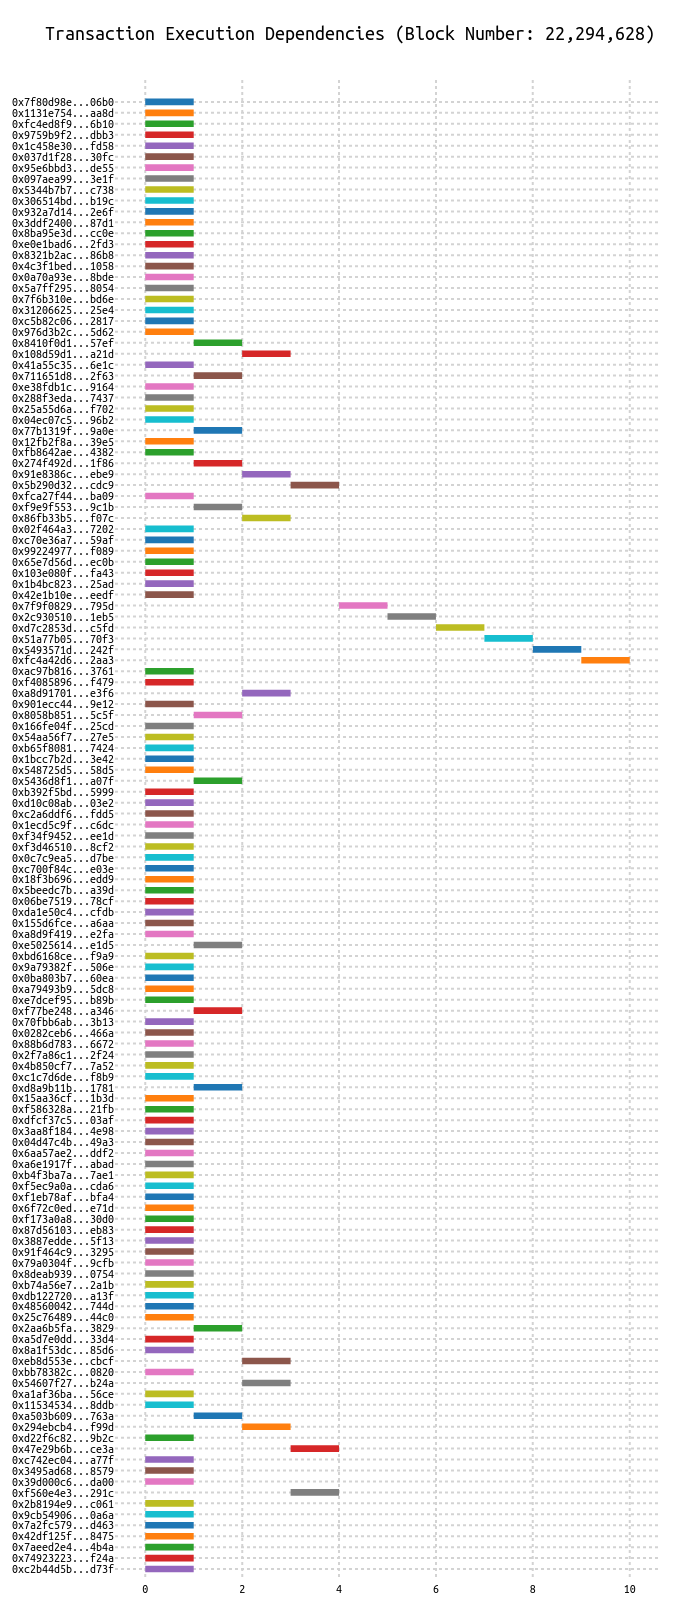 Transaction Execution Dependencies (Block Number: 22,294,628)
0x7f80d98e...06b0
0x1131e754...aa8d
0xfc4ed8f9...6b10
0x9759b9f2...dbb3
0x1c458e30...fd58
0x037d1f28...30fc
0x95e6bbd3...de55
0x097aea99...3e1f
0x5344b7b7...c738
0x306514bd...b19c
0x932a7d14...2e6f
0x3ddf2400...87d1
0x8ba95e3d...cc0e
0xe0e1bad6...2fd3
0x8321b2ac...86b8
0x4c3f1bed...1058
0x0a70a93e...8bde
0x5a7ff295...8054
0x7f6b310e...bd6e
0x31206625...25e4
0xc5b82c06...2817
0x976d3b2c...5d62
0x8410f0d1...57ef
0x108d59d1...a21d
0x41a55c35...6e1c
0x711651d8...2f63
0xe38fdb1c...9164
0x288f3eda...7437
0x25a55d6a...f702
0x04ec07c5...96b2
0x77b1319f...9a0e
0x12fb2f8a...39e5
0xfb8642ae...4382
0x274f492d...1f86
0x91e8386c...ebe9
0x5b290d32...cdc9
0xfca27f44...ba09
0xf9e9f553...9c1b
0x86fb33b5...f07c
0x02f464a3...7202
0xc70e36a7...59af
0x99224977...f089
0x65e7d56d...ec0b
0x103e080f...fa43
0x1b4bc823...25ad
0x42e1b10e...eedf
0x7f9f0829...795d
0x2c930510...1eb5
0xd7c2853d...c5fd
0x51a77b05...70f3
0x5493571d...242f
0xfc4a42d6...2aa3
0xac97b816...3761
0xf4085896...f479
0xa8d91701...e3f6
0x901ecc44...9e12
0x8058b851...5c5f
0x166fe04f...25cd
0x54aa56f7...27e5
0xb65f8081...7424
0x1bcc7b2d...3e42
0x548725d5...58d5
0x5436d8f1...a07f
0xb392f5bd...5999
0xd10c08ab...03e2
0xc2a6ddf6...fdd5
0x1ecd5c9f...c6dc
0xf34f9452...ee1d
0xf3d46510...8cf2
0x0c7c9ea5...d7be
0xc700f84c...e03e
0x18f3b696...edd9
0x5beedc7b...a39d
0x06be7519...78cf
0xda1e50c4...cfdb
0x155d6fce...a6aa
0xa8d9f419...e2fa
0xe5025614...e1d5
0xbd6168ce...f9a9
0x9a79382f...506e
0x0ba803b7...60ea
0xa79493b9...5dc8
0xe7dcef95...b89b
0xf77be248...a346
0x70fbb6ab...3b13
0x0282ceb6...466a
0x88b6d783...6672
0x2f7a86c1...2f24
0x4b850cf7...7a52
0xc1c7d6de...f8b9
0xd8a9b11b...1781
0x15aa36cf...1b3d
0xf586328a...21fb
0xdfcf37c5...03af
0x3aa8f184...4e98
0x04d47c4b...49a3
0x6aa57ae2...ddf2
0xa6e1917f...abad
0xb4f3ba7a...7ae1
0xf5ec9a0a...cda6
0xf1eb78af...bfa4
0x6f72c0ed...e71d
0xf173a0a8...30d0
0x87d56103...eb83
0x3887edde...5f13
0x91f464c9...3295
0x79a0304f...9cfb
0x8deab939...0754
0xb74a56e7...2a1b
0xdb122720...a13f
0x48560042...744d
0x25c76489...44c0
0x2aa6b5fa...3829
0xa5d7e0dd...33d4
0x8a1f53dc...85d6
0xeb8d553e...cbcf
0xbb78382c...0820
0x54607f27...b24a
0xa1af36ba...56ce
0x11534534...8ddb
0xa503b609...763a
0x294ebcb4...f99d
0xd22f6c82...9b2c
0x47e29b6b...ce3a
0xc742ec04...a77f
0x3495ad68...8579
0x39d000c6...da00
0xf560e4e3...291c
0x2b8194e9...c061
0x9cb54906...0a6a
0x7a2fc579...d463
0x42df125f...8475
0x7aeed2e4...4b4a
0x74923223...f24a
0xc2b44d5b...d73f
0 2 4 6 8 10